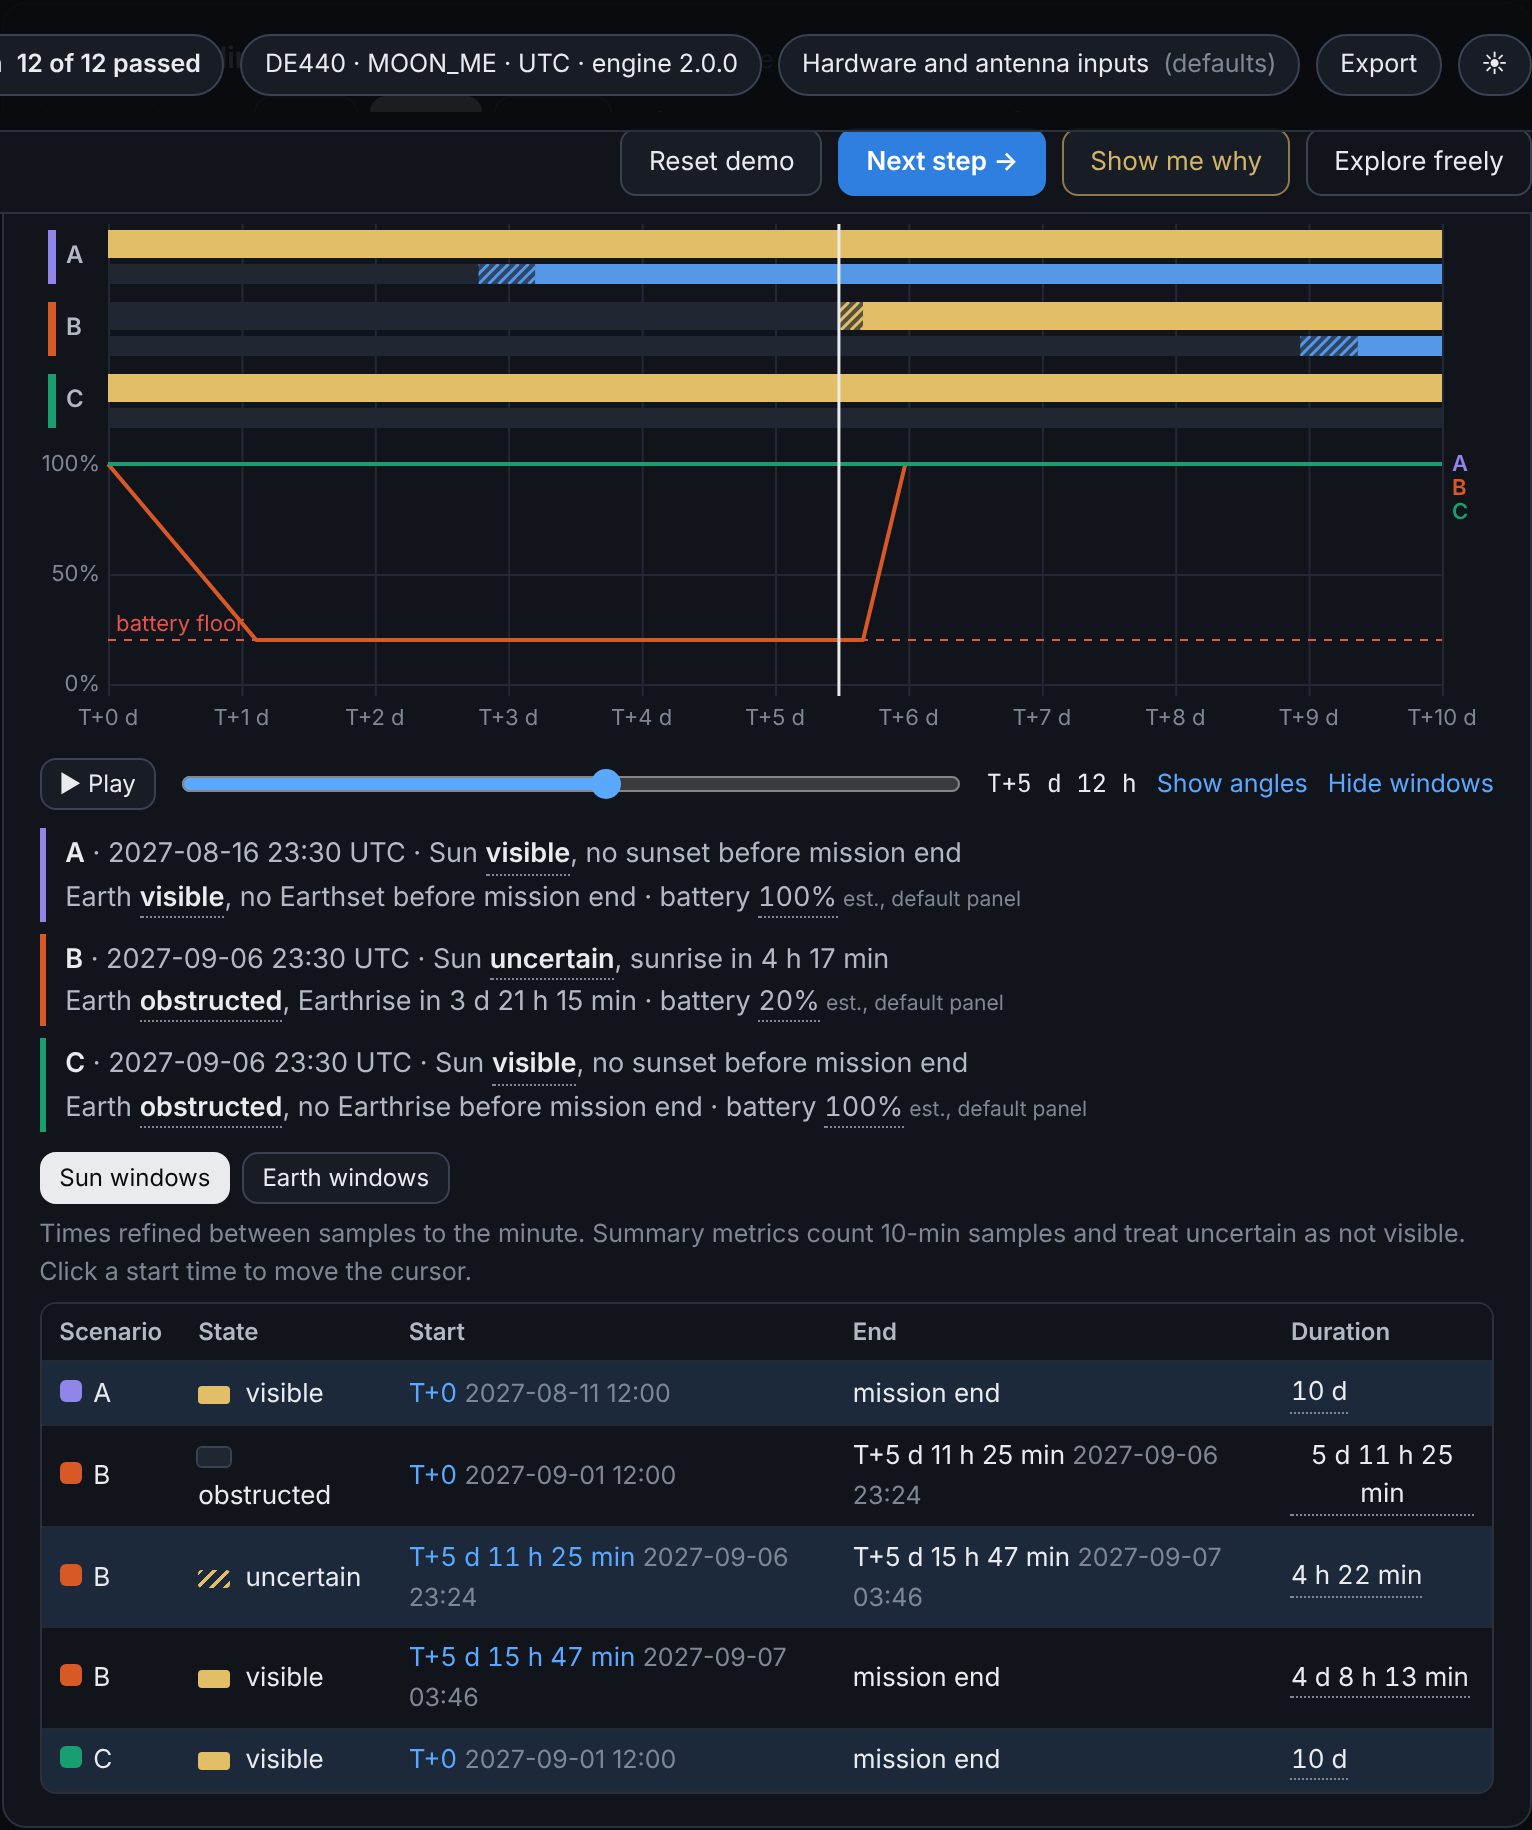 12 of 12 passed
DE440 · MOON_ME · UTC · engine 2.0.0
Hardware and antenna inputs (defaults)
Export
Reset demo
Next step →
Show me why
Explore freely
A
B
C
100%
50%
battery floor
0%
A
B
C
T+0 d T+1 d T+2 d T+3 d T+4 d T+5 d T+6 d T+7 d T+8 d T+9 d T+10 d
▶ Play
T+5 d 12 h
Show angles
Hide windows
A · 2027-08-16 23:30 UTC · Sun visible, no sunset before mission end
Earth visible, no Earthset before mission end · battery 100% est., default panel
B · 2027-09-06 23:30 UTC · Sun uncertain, sunrise in 4 h 17 min
Earth obstructed, Earthrise in 3 d 21 h 15 min · battery 20% est., default panel
C · 2027-09-06 23:30 UTC · Sun visible, no sunset before mission end
Earth obstructed, no Earthrise before mission end · battery 100% est., default panel
Sun windows
Earth windows
Times refined between samples to the minute. Summary metrics count 10-min samples and treat uncertain as not visible.
Click a start time to move the cursor.
Scenario State Start End Duration
A visible T+0 2027-08-11 12:00 mission end 10 d
B obstructed T+0 2027-09-01 12:00 T+5 d 11 h 25 min 2027-09-06 23:24 5 d 11 h 25 min
B uncertain T+5 d 11 h 25 min 2027-09-06 23:24 T+5 d 15 h 47 min 2027-09-07 03:46 4 h 22 min
B visible T+5 d 15 h 47 min 2027-09-07 03:46 mission end 4 d 8 h 13 min
C visible T+0 2027-09-01 12:00 mission end 10 d